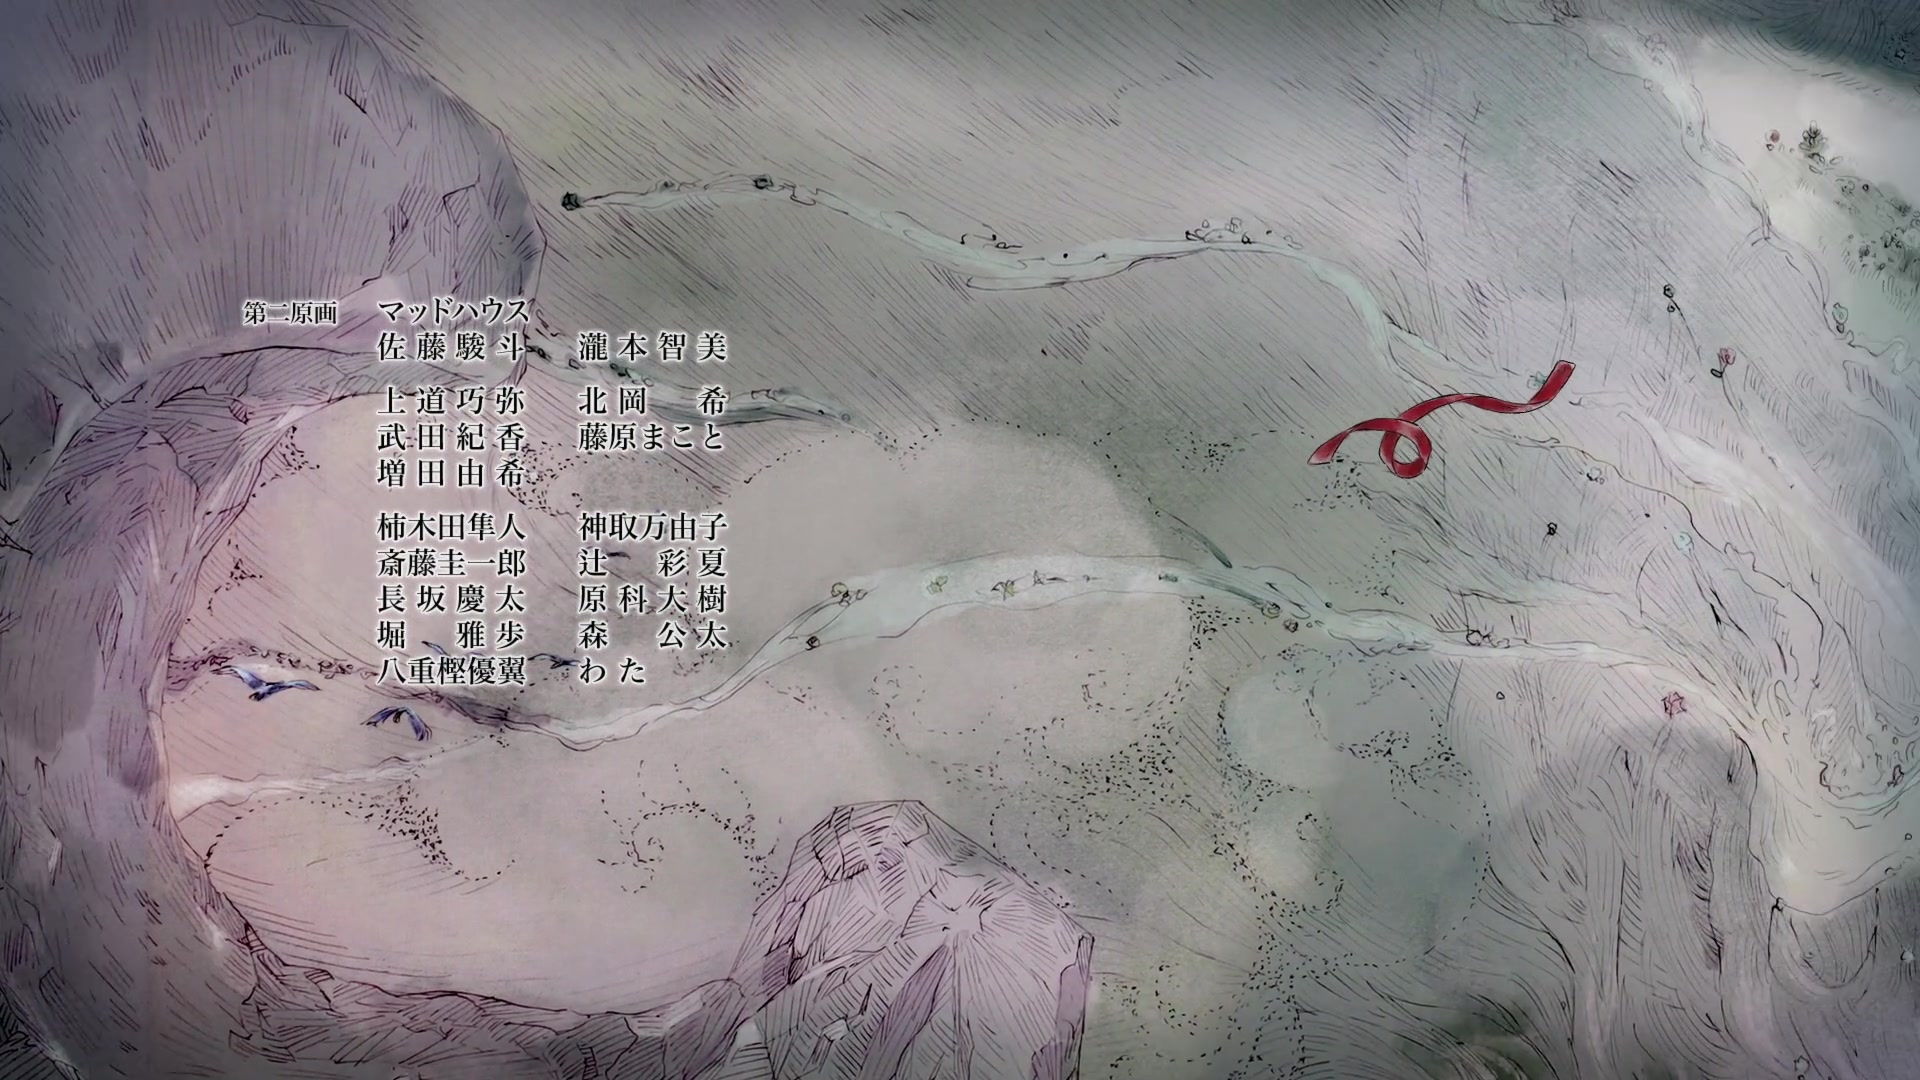 第二原画 マッドハウス
佐藤駿斗 瀧本智美
上道巧弥 北岡 希
武田紀香 藤原まこと
増田由希
柿木田隼人 神取万由子
斎藤圭一郎 辻 彩夏
長坂慶太 原科大樹
堀 雅歩 森 公太
八重樫優翼 わた